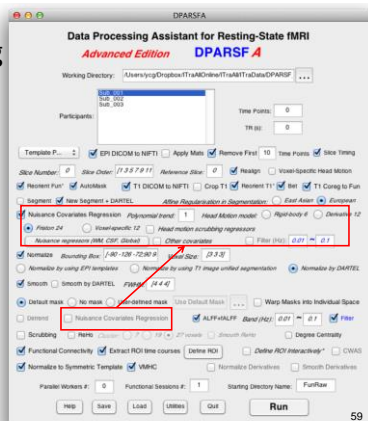 DPARSFA
g
Data Processing Assistant for Resting-State fMRI
Advanced Edition DPARSF A
Working Directory: /Users/ycg/Dropbox/ITraAllOnline/ITraAll/ITraData/DPARSF ...
Sub_001
Sub_002
Sub_003
Participants:
Time Points: 0
TR (s): 0
Template P... EPI DICOM to NIFTI Apply Mats Remove First 10 Time Points Slice Timing
Slice Number: 0 Slice Order: [1 3 5 7 9 11 Reference Slice: 0 Realign Voxel-Specific Head Motion
Reorient Fun* AutoMask T1 DICOM to NIFTI Crop T1 Reorient T1* Bet T1 Coreg to Fun
Segment New Segment + DARTEL Affine Regularisation in Segmentation: East Asian European
Nuisance Covariates Regression Polynomial trend: 1 Head Motion model: Rigid-body 6 Derivative 12
Friston 24 Voxel-specific 12 Head motion scrubbing regressors
Nuisance regressors (WM, CSF, Global) Other covariates Filter (Hz): 0.01 ~ 0.1
Normalize Bounding Box: [-90 -126 -72;90 9 Voxel Size: [3 3 3]
Normalize by using EPI templates Normalize by using T1 image unified segmentation Normalize by DARTEL
Smooth Smooth by DARTEL FWHM: [4 4 4]
Default mask No mask User-defined mask Use Default Mask ... Warp Masks into Individual Space
Detrend Nuisance Covariates Regression ALFF+fALFF Band (Hz): 0.01 ~ 0.1 Filter
Scrubbing ReHo Cluster: 7 19 27 voxels Smooth ReHo Degree Centrality
Functional Connectivity Extract ROI time courses Define ROI Define ROI Interactively* CWAS
Normalize to Symmetric Template VMHC Normalize Derivatives Smooth Derivatives
Parallel Workers #: 0 Functional Sessions #: 1 Starting Directory Name: FunRaw
Help Save Load Utilities Quit Run
59